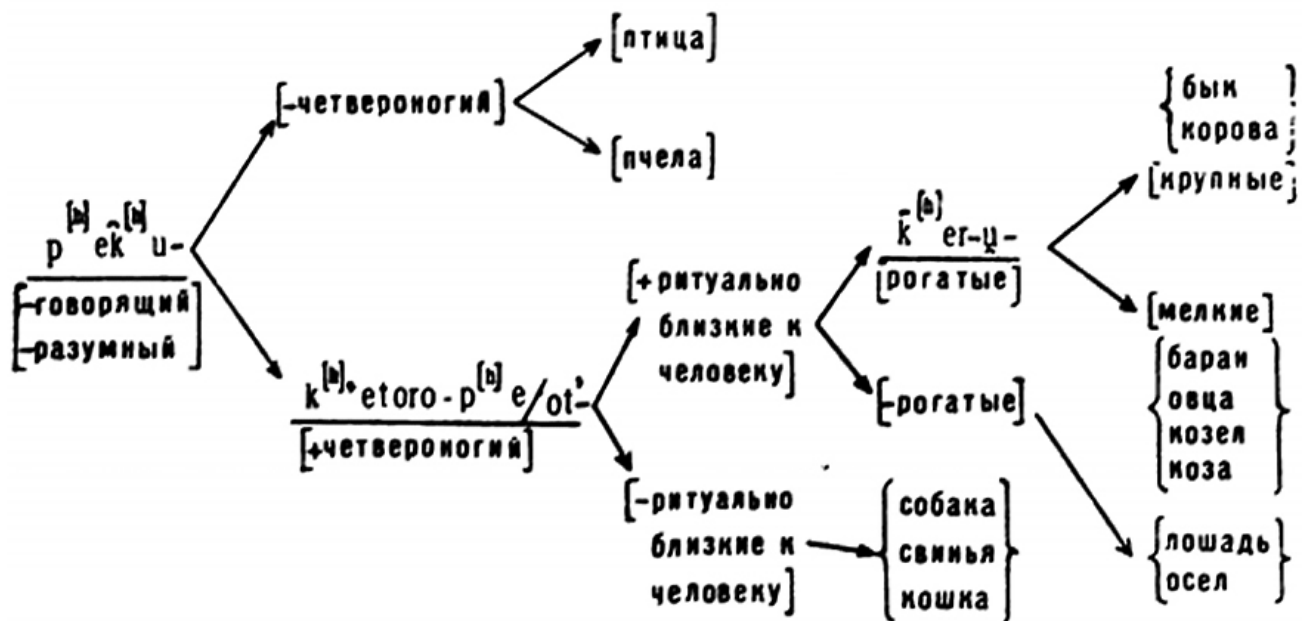 [птица]
[-четвероногий]
[пчела]
{бык
корова}
[крупные]
p[h]ek̂[h]u-
[-говорящий
-разумный]
k̂[h]er-u̯-
[рогатые]
[+ритуально
близкие к
человеку]
[мелкие]
{баран
овца
козел
коза}
k[h]°etoro-p[h]e/ot'-
[+четвероногий]
[-рогатые]
[-ритуально
близкие к
человеку]
{собака
свинья
кошка}
{лошадь
осел}